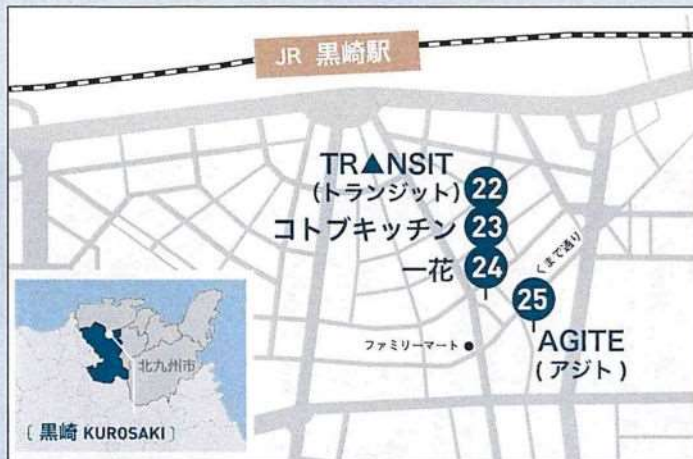 JR 黒崎駅
TR▲NSIT
(トランジット)
22
コトブキッチン
23
一花
24
くまで通り
25
ファミリーマート
AGITE
(アジト)
北九州市
〔 黒崎 KUROSAKI 〕